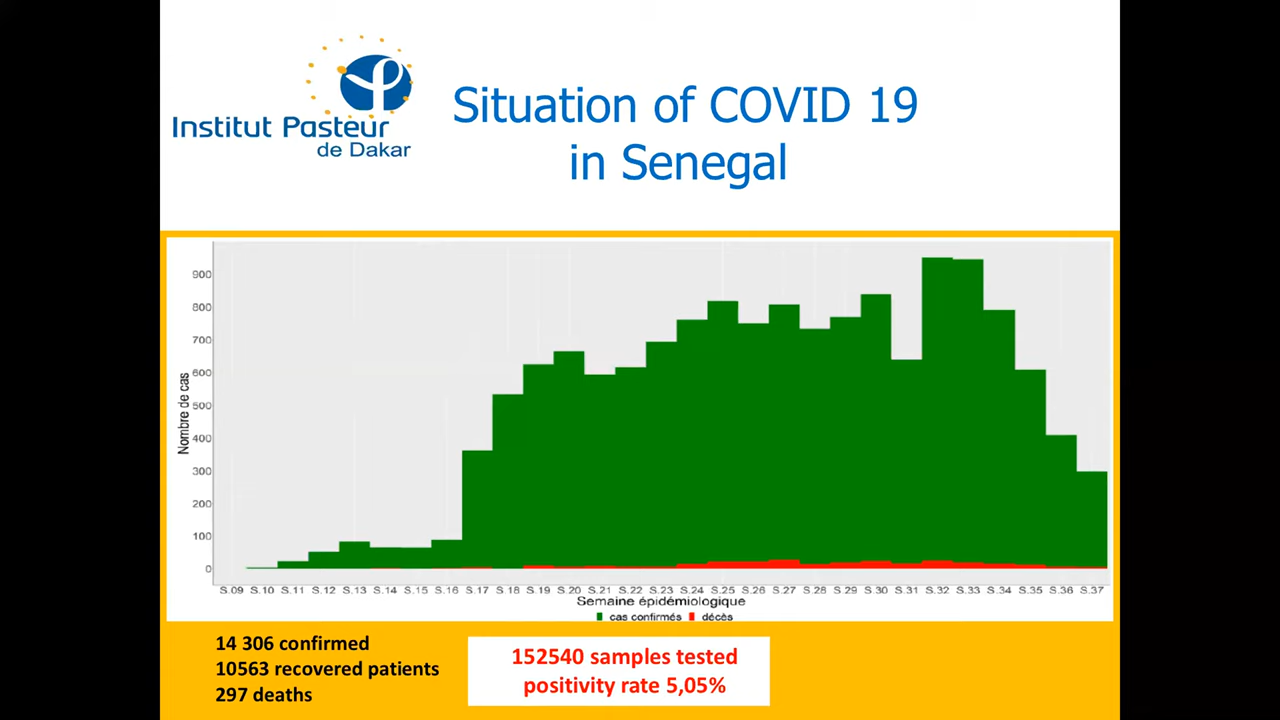 Institut Pasteur
de Dakar
Situation of COVID 19
in Senegal
Nombre de cas
900
800
700
600
500
400
300
200
100
0
S.09 S.10 S.11 S.12 S.13 S.14 S.15 S.16 S.17 S.18 S.19 S.20 S.21 S.22 S.23 S.24 S.25 S.26 S.27 S.28 S.29 S.30 S.31 S.32 S.33 S.34 S.35 S.36 S.37
Semaine épidémiologique
cas confirmés décès
14 306 confirmed
10563 recovered patients
297 deaths
152540 samples tested
positivity rate 5,05%